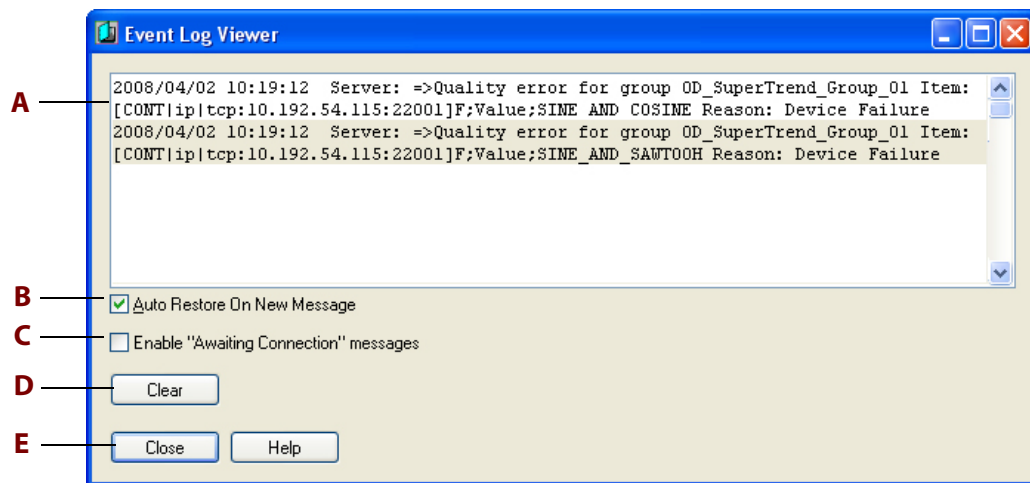 Event Log Viewer
A
2008/04/02 10:19:12 Server: =>Quality error for group OD_SuperTrend_Group_01 Item:
[CONT|ip|tcp:10.192.54.115:22001]F;Value;SINE AND COSINE Reason: Device Failure
2008/04/02 10:19:12 Server: =>Quality error for group OD_SuperTrend_Group_01 Item:
[CONT|ip|tcp:10.192.54.115:22001]F;Value;SINE_AND_SAWTOOH Reason: Device Failure
B
Auto Restore On New Message
C
Enable "Awaiting Connection" messages
D
Clear
E
Close Help